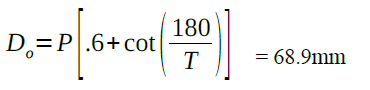 Dₒ=P[.6+cot(180/T)] = 68.9mm